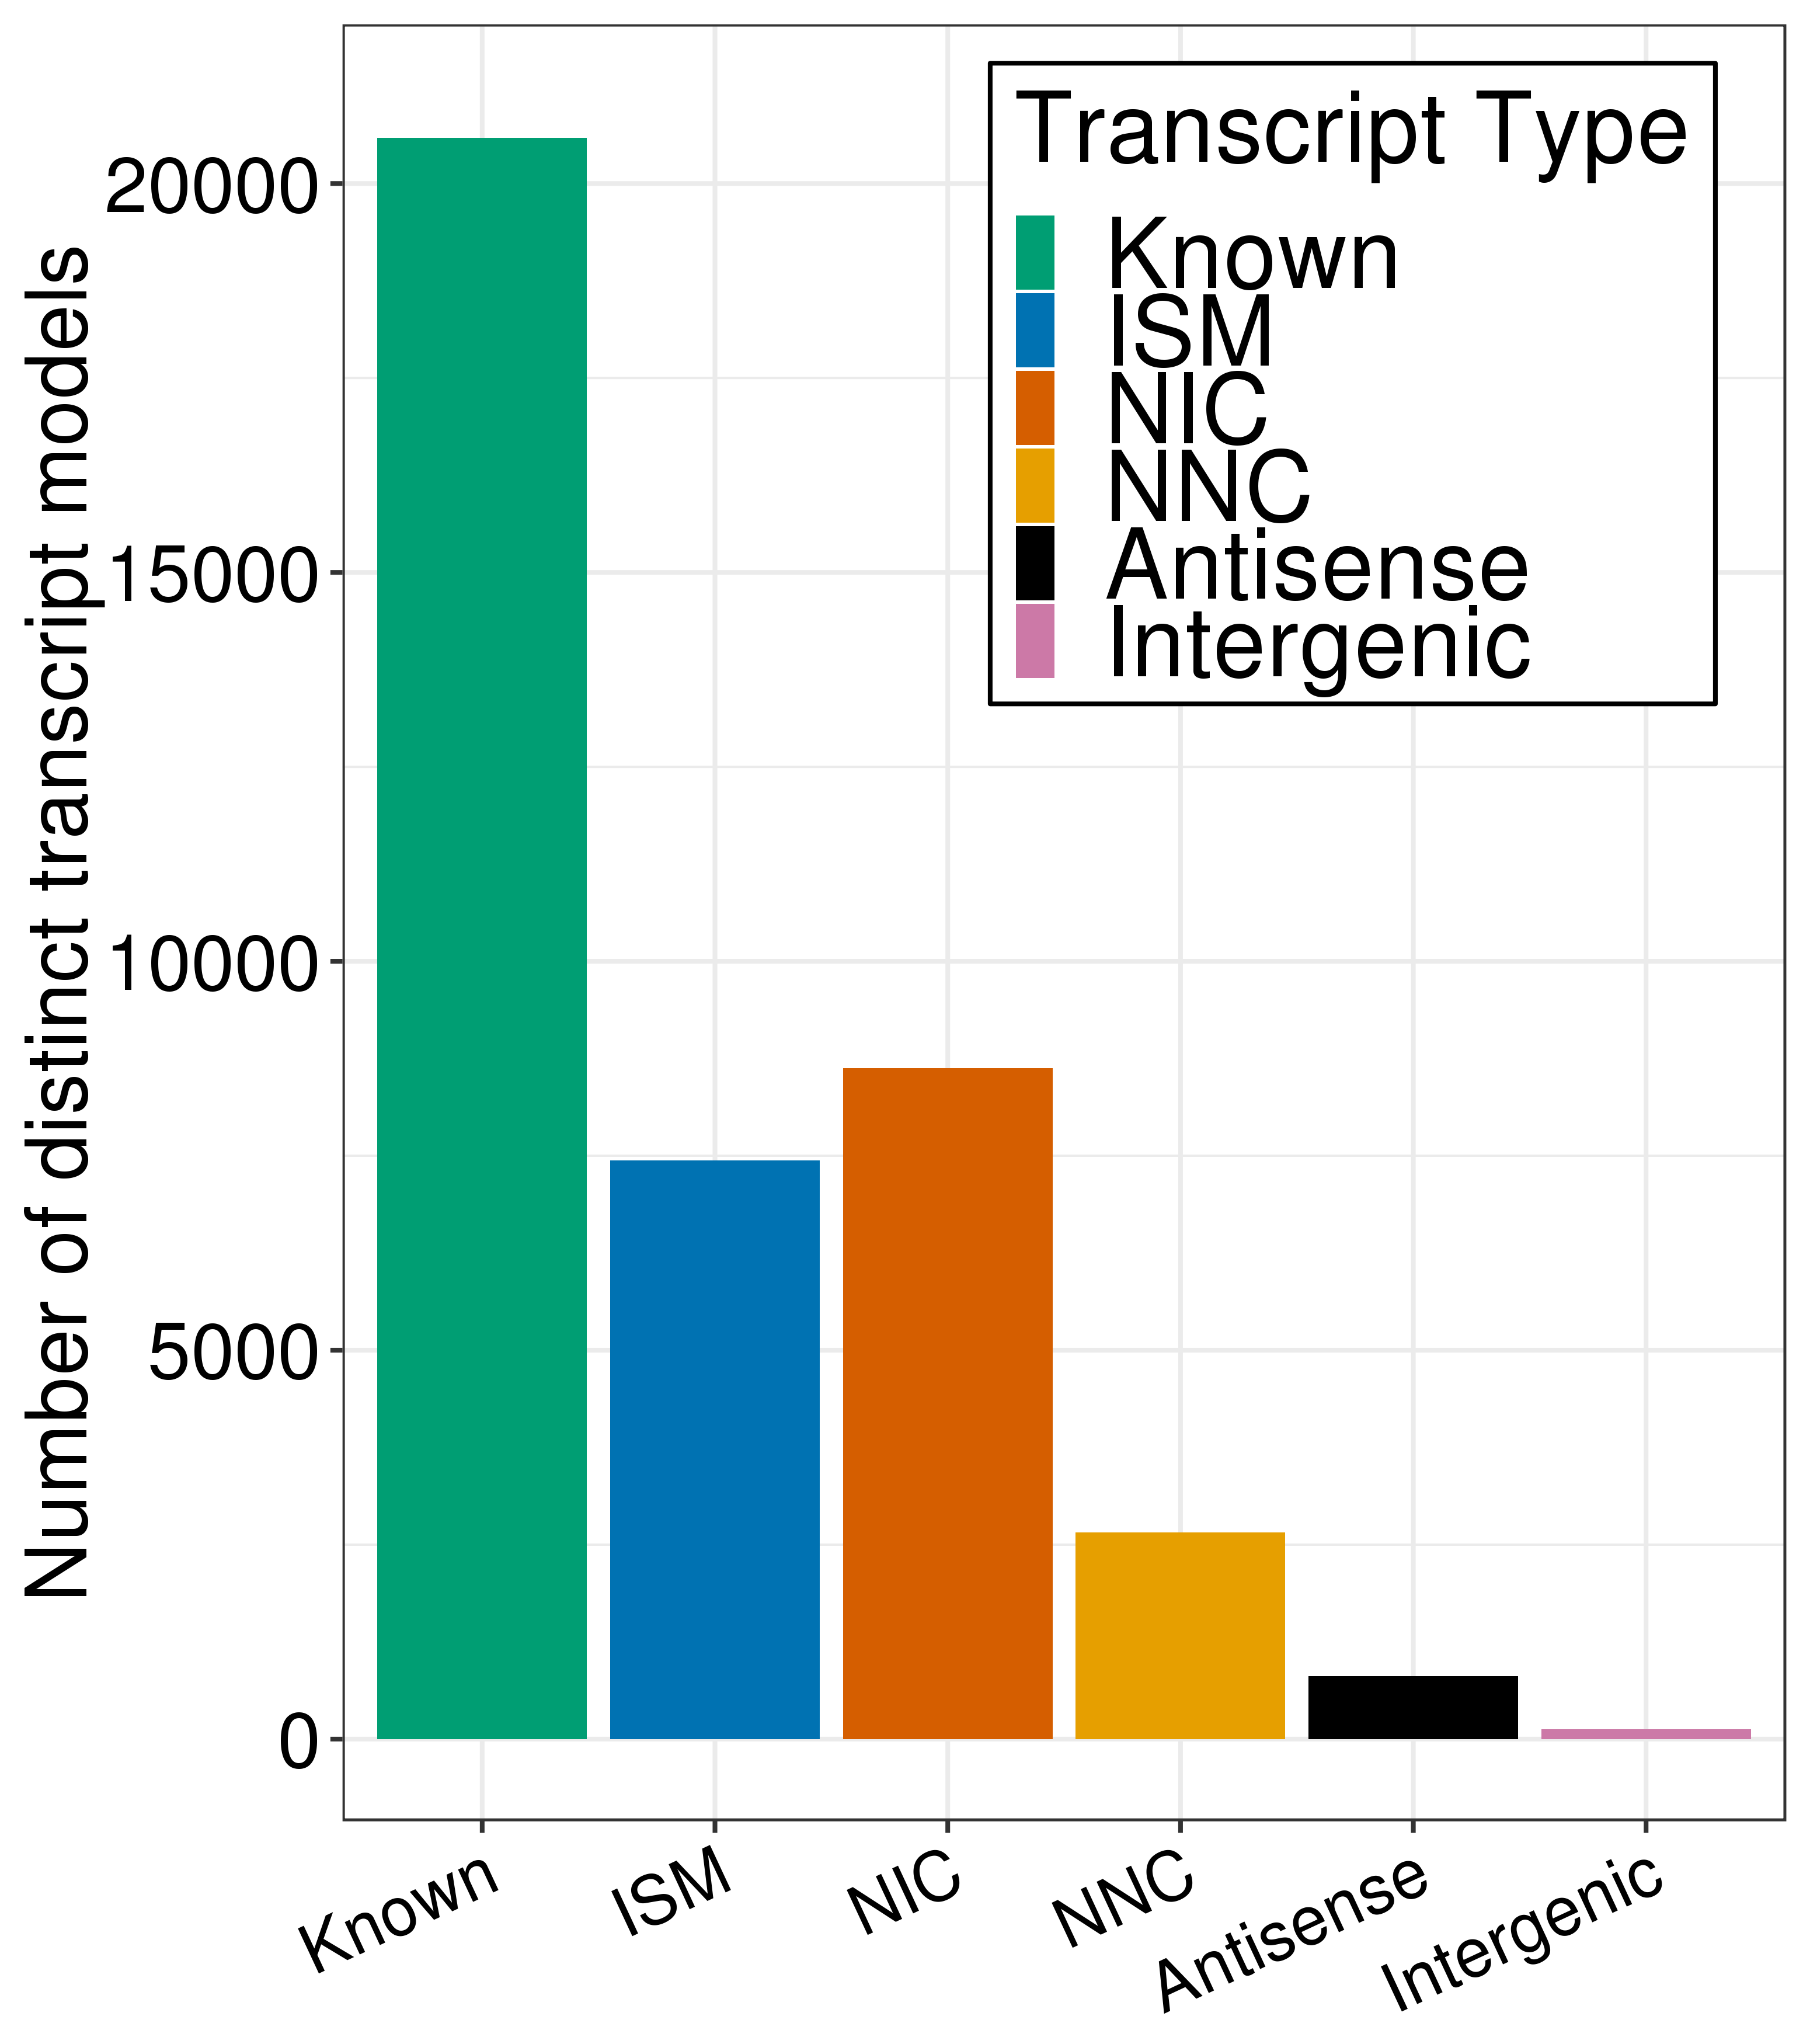 Number of distinct transcript models
20000
15000
10000
5000
0
Transcript Type
Known
ISM
NIC
NNC
Antisense
Intergenic
Known
ISM
NIC
NNC
Antisense
Intergenic